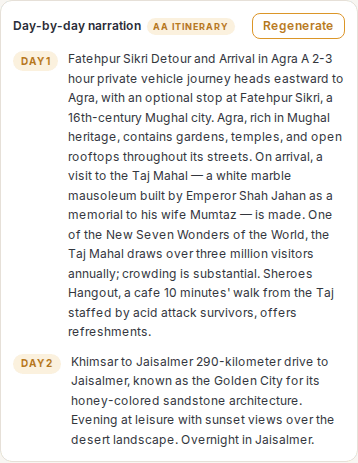 Day-by-day narration AA ITINERARY Regenerate
DAY 1 Fatehpur Sikri Detour and Arrival in Agra A 2-3
hour private vehicle journey heads eastward to
Agra, with an optional stop at Fatehpur Sikri, a
16th-century Mughal city. Agra, rich in Mughal
heritage, contains gardens, temples, and open
rooftops throughout its streets. On arrival, a
visit to the Taj Mahal — a white marble
mausoleum built by Emperor Shah Jahan as a
memorial to his wife Mumtaz — is made. One
of the New Seven Wonders of the World, the
Taj Mahal draws over three million visitors
annually; crowding is substantial. Sheroes
Hangout, a cafe 10 minutes' walk from the Taj
staffed by acid attack survivors, offers
refreshments.
DAY 2 Khimsar to Jaisalmer 290-kilometer drive to
Jaisalmer, known as the Golden City for its
honey-colored sandstone architecture.
Evening at leisure with sunset views over the
desert landscape. Overnight in Jaisalmer.